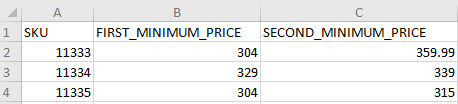 A B C
1 SKU FIRST_MINIMUM_PRICE SECOND_MINIMUM_PRICE
2 11333 304 359.99
3 11334 329 339
4 11335 304 315